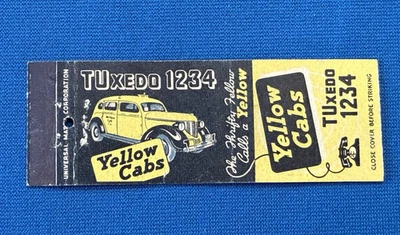 UNIVERSAL MATCH CORPORATION
TUXEDO 1234
Yellow
Cabs
The Thrifty Fellow
Calls a Yellow
Yellow
Cabs
TUXEDO
1234
CLOSE COVER BEFORE STRIKING